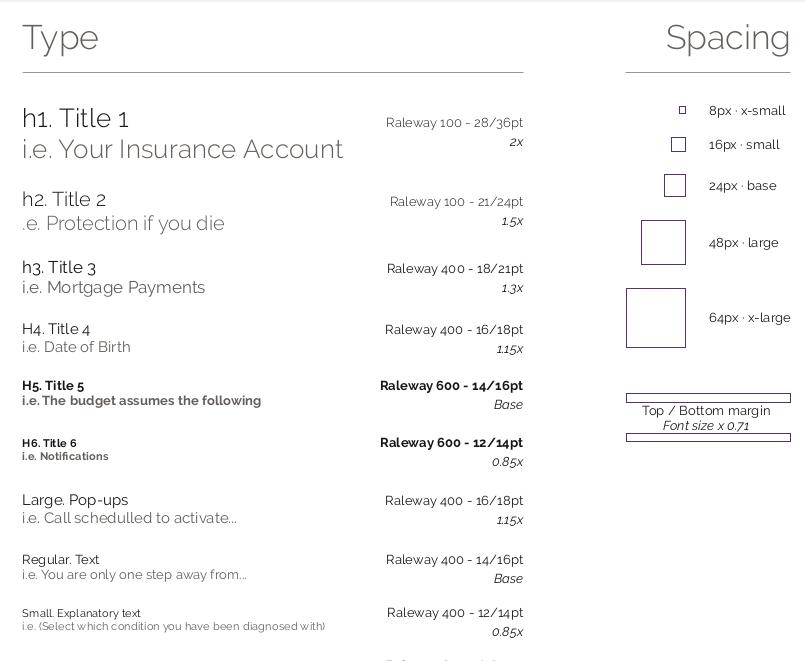 Type
h1. Title 1
i.e. Your Insurance Account
Raleway 100 - 28/36pt
2x
h2. Title 2
.e. Protection if you die
Raleway 100 - 21/24pt
1.5x
h3. Title 3
i.e. Mortgage Payments
Raleway 400 - 18/21pt
1.3x
H4. Title 4
i.e. Date of Birth
Raleway 400 - 16/18pt
1.15x
H5. Title 5
i.e. The budget assumes the following
Raleway 600 - 14/16pt
Base
H6. Title 6
i.e. Notifications
Raleway 600 - 12/14pt
0.85x
Large. Pop-ups
i.e. Call schedulled to activate...
Raleway 400 - 16/18pt
1.15x
Regular. Text
i.e. You are only one step away from...
Raleway 400 - 14/16pt
Base
Small. Explanatory text
i.e. (Select which condition you have been diagnosed with)
Raleway 400 - 12/14pt
0.85x
Spacing
8px · x-small
16px · small
24px · base
48px · large
64px · x-large
Top / Bottom margin
Font size x 0.71